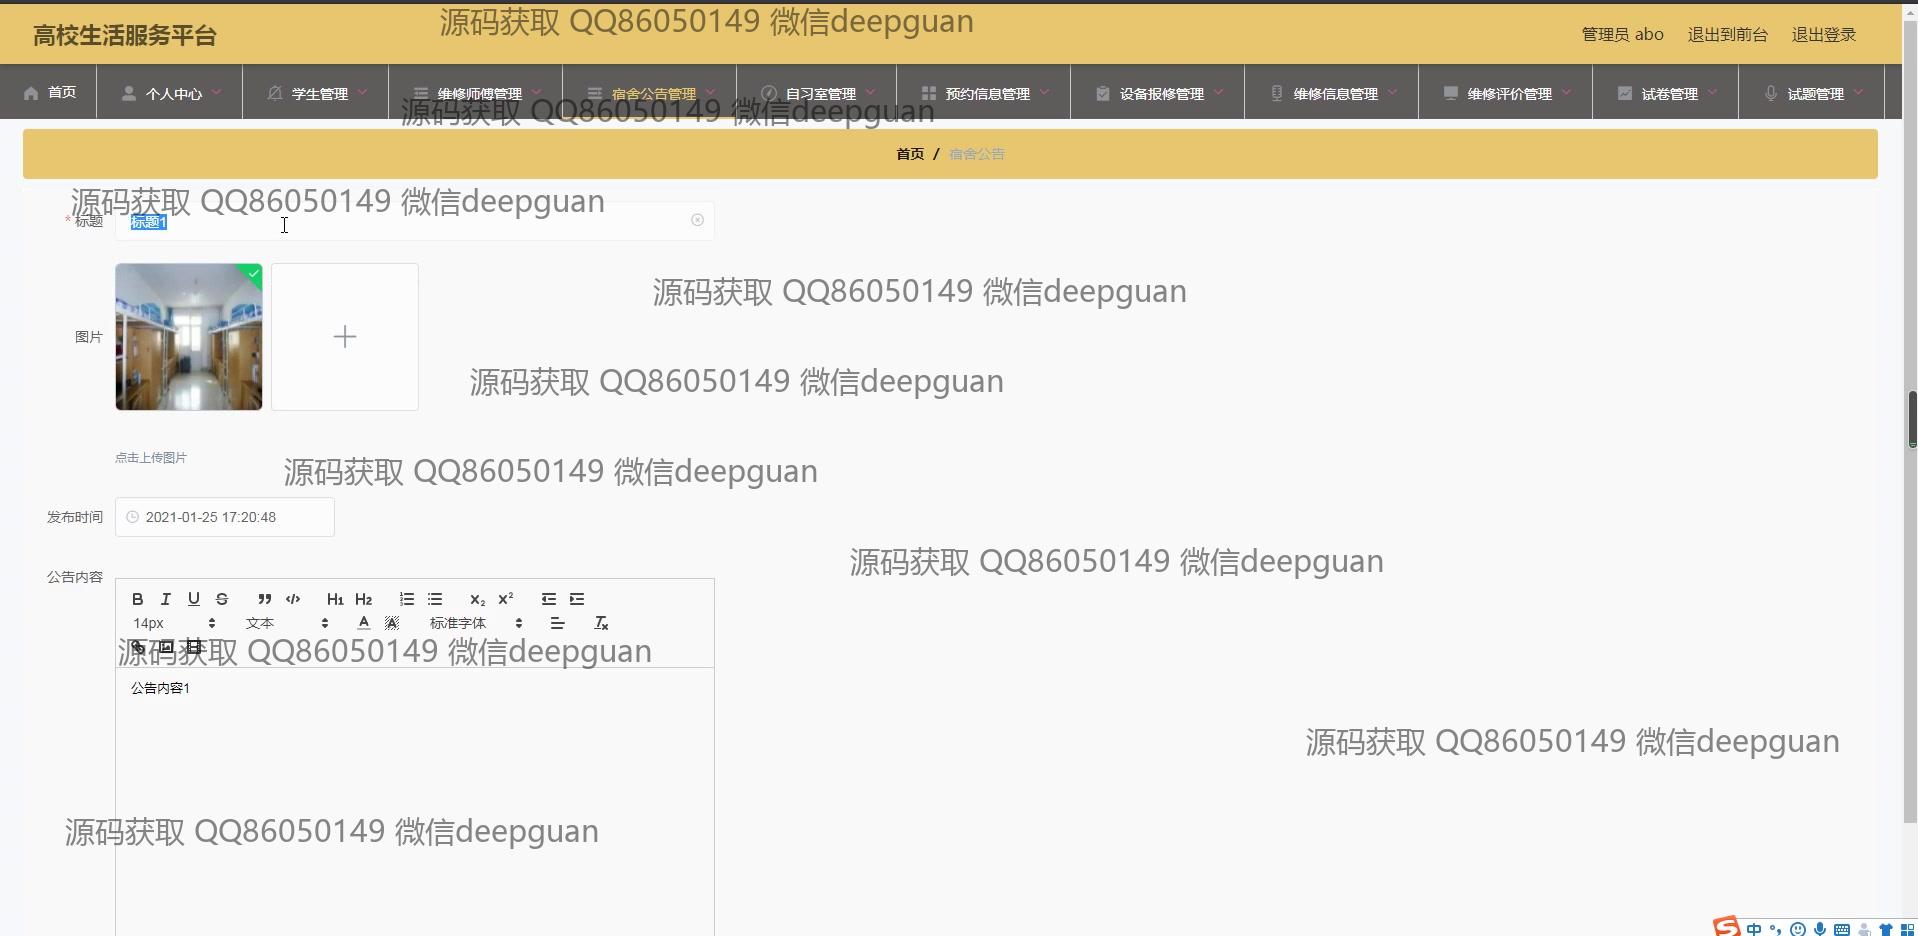 高校生活服务平台
源码获取 QQ86050149 微信deepguan
管理员 abo
退出到前台
退出登录
首页
个人中心
学生管理
维修师傅管理
宿舍公告管理
自习室管理
预约信息管理
设备报修管理
维修信息管理
维修评价管理
试卷管理
试题管理
源码获取 QQ86050149 微信deepguan
首页 / 宿舍公告
源码获取 QQ86050149 微信deepguan
* 标题
标题1
源码获取 QQ86050149 微信deepguan
图片
源码获取 QQ86050149 微信deepguan
点击上传图片
源码获取 QQ86050149 微信deepguan
发布时间
2021-01-25 17:20:48
源码获取 QQ86050149 微信deepguan
公告内容
B I U S H1 H2 X2 X2
14px 文本 A A 标准字体 Tx
源码获取 QQ86050149 微信deepguan
公告内容1
源码获取 QQ86050149 微信deepguan
源码获取 QQ86050149 微信deepguan
S 中